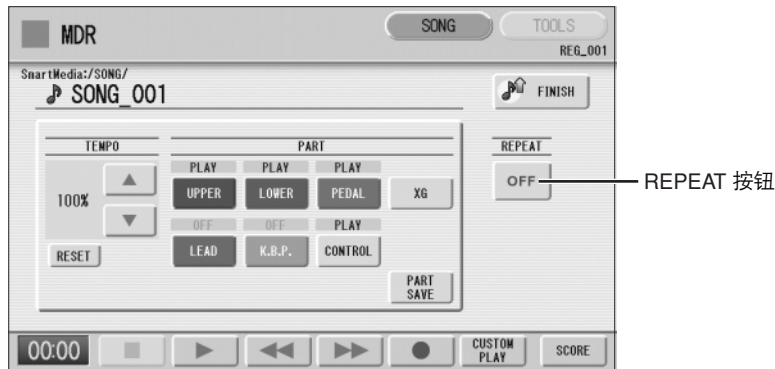 MDR
SONG
TOOLS
REG_001
SmartMedia:/SONG/
SONG_001
FINISH
TEMPO
PART
REPEAT
PLAY PLAY PLAY
100%
UPPER LOWER PEDAL XG
OFF
REPEAT 按钮
OFF OFF PLAY
RESET
LEAD K.B.P. CONTROL
PART
SAVE
00:00
CUSTOM
PLAY
SCORE